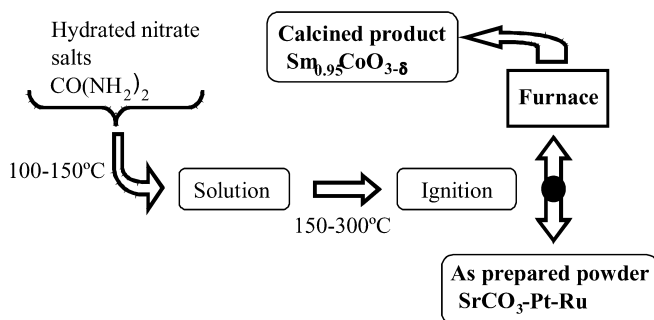 Hydrated nitrate
salts
CO(NH2)2
100-150ºC
Solution
150-300ºC
Ignition
Calcined product
Sm0.95CoO3-δ
Furnace
As prepared powder
SrCO3-Pt-Ru